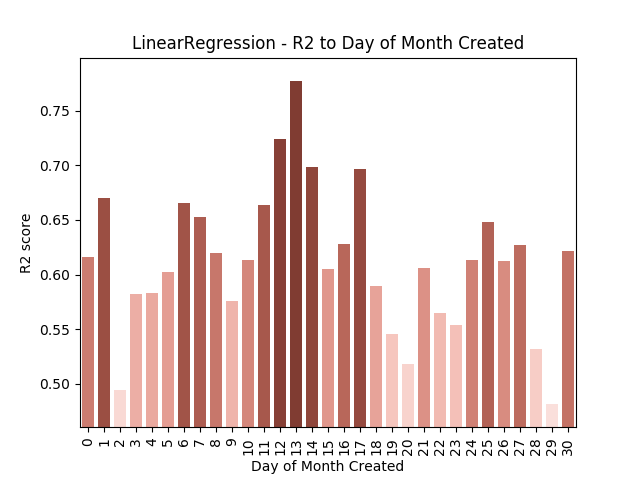 LinearRegression - R2 to Day of Month Created
0.75
0.70
0.65
0.60
0.55
0.50
R2 score
0 1 2 3 4 5 6 7 8 9 10 11 12 13 14 15 16 17 18 19 20 21 22 23 24 25 26 27 28 29 30
Day of Month Created